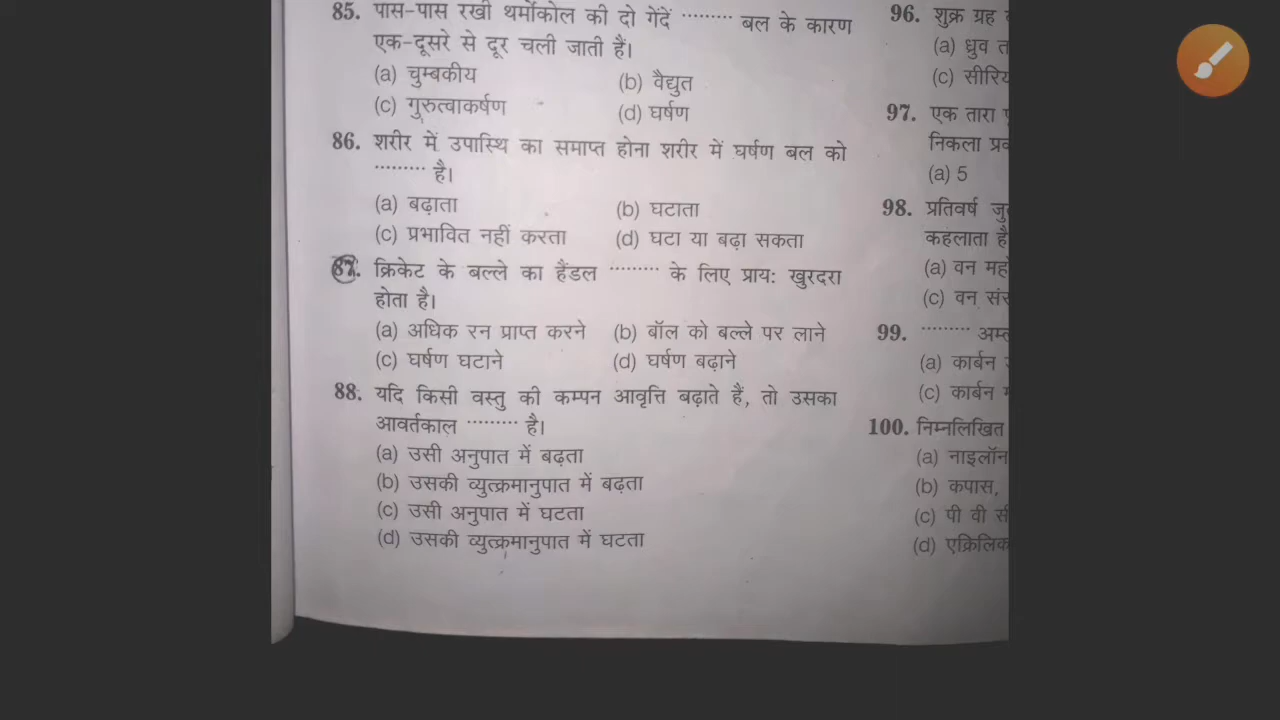 85. पास-पास रखी थर्मोकोल की दो गेंदें ········· बल के कारण
एक-दूसरे से दूर चली जाती हैं।
(a) चुम्बकीय (b) वैद्युत
(c) गुरुत्वाकर्षण (d) घर्षण
86. शरीर में उपास्थि का समाप्त होना शरीर में घर्षण बल को
········· है।
(a) बढ़ाता (b) घटाता
(c) प्रभावित नहीं करता (d) घटा या बढ़ा सकता
87. क्रिकेट के बल्ले का हैंडल ········· के लिए प्राय: खुरदरा
होता है।
(a) अधिक रन प्राप्त करने (b) बॉल को बल्ले पर लाने
(c) घर्षण घटाने (d) घर्षण बढ़ाने
88. यदि किसी वस्तु की कम्पन आवृत्ति बढ़ाते हैं, तो उसका
आवर्तकाल ········· है।
(a) उसी अनुपात में बढ़ता
(b) उसकी व्युत्क्रमानुपात में बढ़ता
(c) उसी अनुपात में घटता
(d) उसकी व्युत्क्रमानुपात में घटता
96. शुक्र ग्रह
(a) ध्रुव
(c)
97. एक तारा
निकला
(a) 5
98. प्रतिवर्ष
कहलाता है
(a) वन
(c) वन
99. ·········
(a) कार्बन
(c) कार्बन
100. निम्नलिखित
(a) नाइलॉन
(b) कपास,
(c) पी वी
(d)